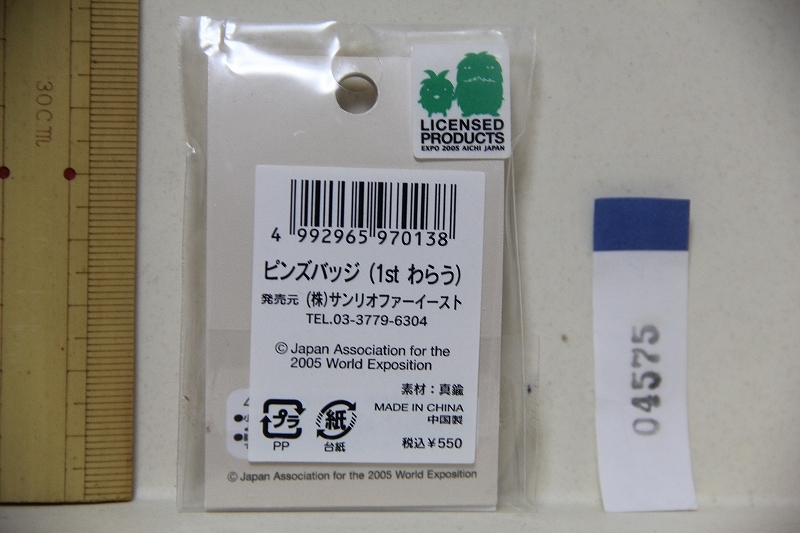 30cm
LICENSED
PRODUCTS
EXPO 2005 AICHI JAPAN
4 992965 970138
ピンズバッジ (1st わらう)
発売元 (株)サンリオファーイースト
TEL.03-3779-6304
© Japan Association for the
2005 World Exposition
素材：真鍮
MADE IN CHINA
中国製
プラ
PP
紙
台紙
税込￥550
© Japan Association for the 2005 World Exposition
04575